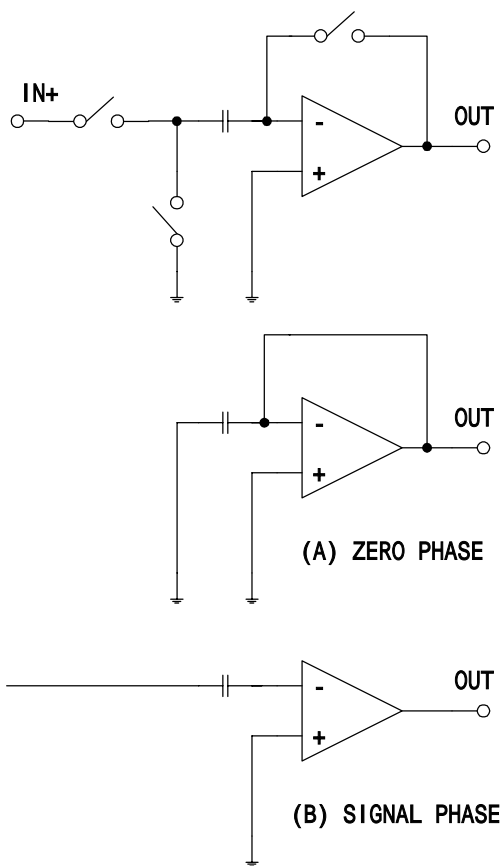 IN+
OUT
-
+
OUT
-
+
(A) ZERO PHASE
OUT
-
+
(B) SIGNAL PHASE